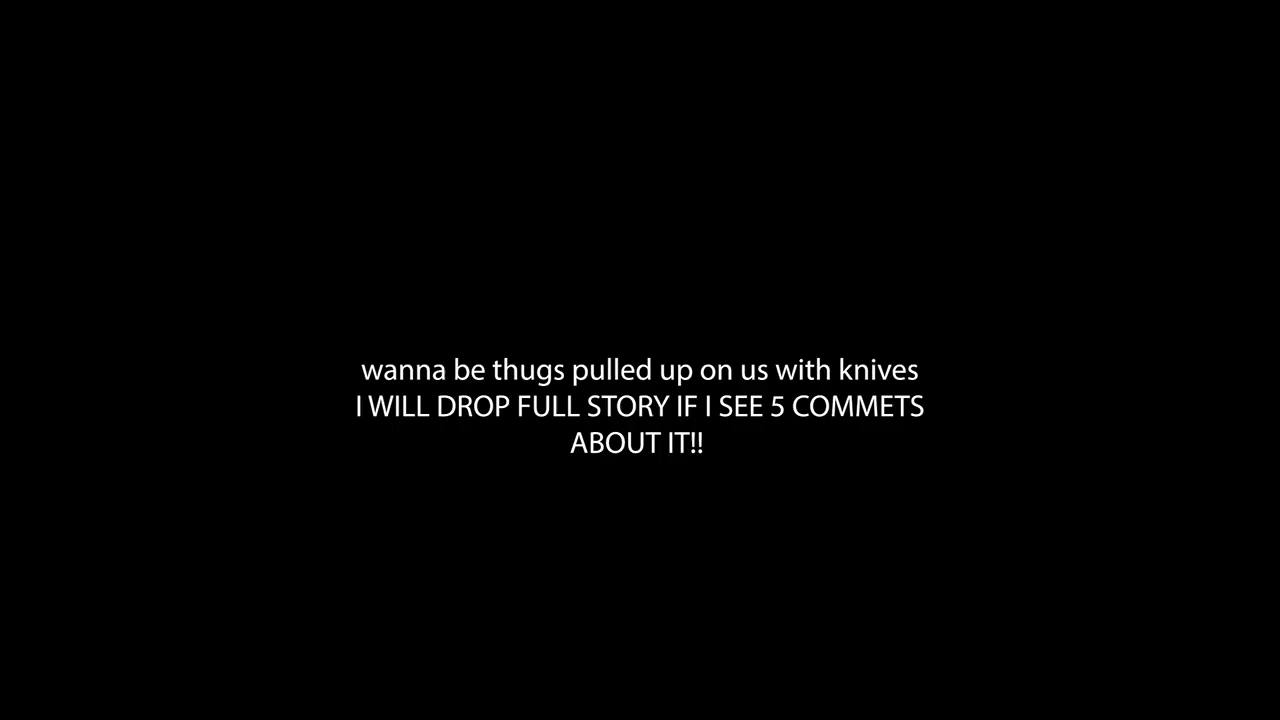 wanna be thugs pulled up on us with knives
I WILL DROP FULL STORY IF I SEE 5 COMMETS
ABOUT IT!!